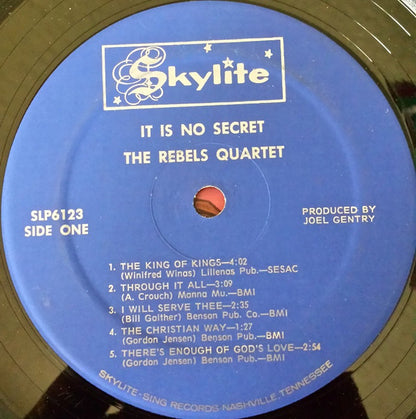 Skylite
IT IS NO SECRET
THE REBELS QUARTET
SLP6123
SIDE ONE
PRODUCED BY
JOEL GENTRY
1. THE KING OF KINGS—4:02
(Winifred Winas) Lillenas Pub.—SESAC
2. THROUGH IT ALL—3:09
(A. Crouch) Manna Mu.—BMI
3. I WILL SERVE THEE—2:35
(Bill Gaither) Benson Pub. Co.—BMI
4. THE CHRISTIAN WAY—1:27
(Gordon Jensen) Benson Pub.—BMI
5. THERE'S ENOUGH OF GOD'S LOVE—2:54
(Gordon Jensen) Benson Pub.—BMI
SKYLITE-SING RECORDS NASHVILLE, TENNESSEE